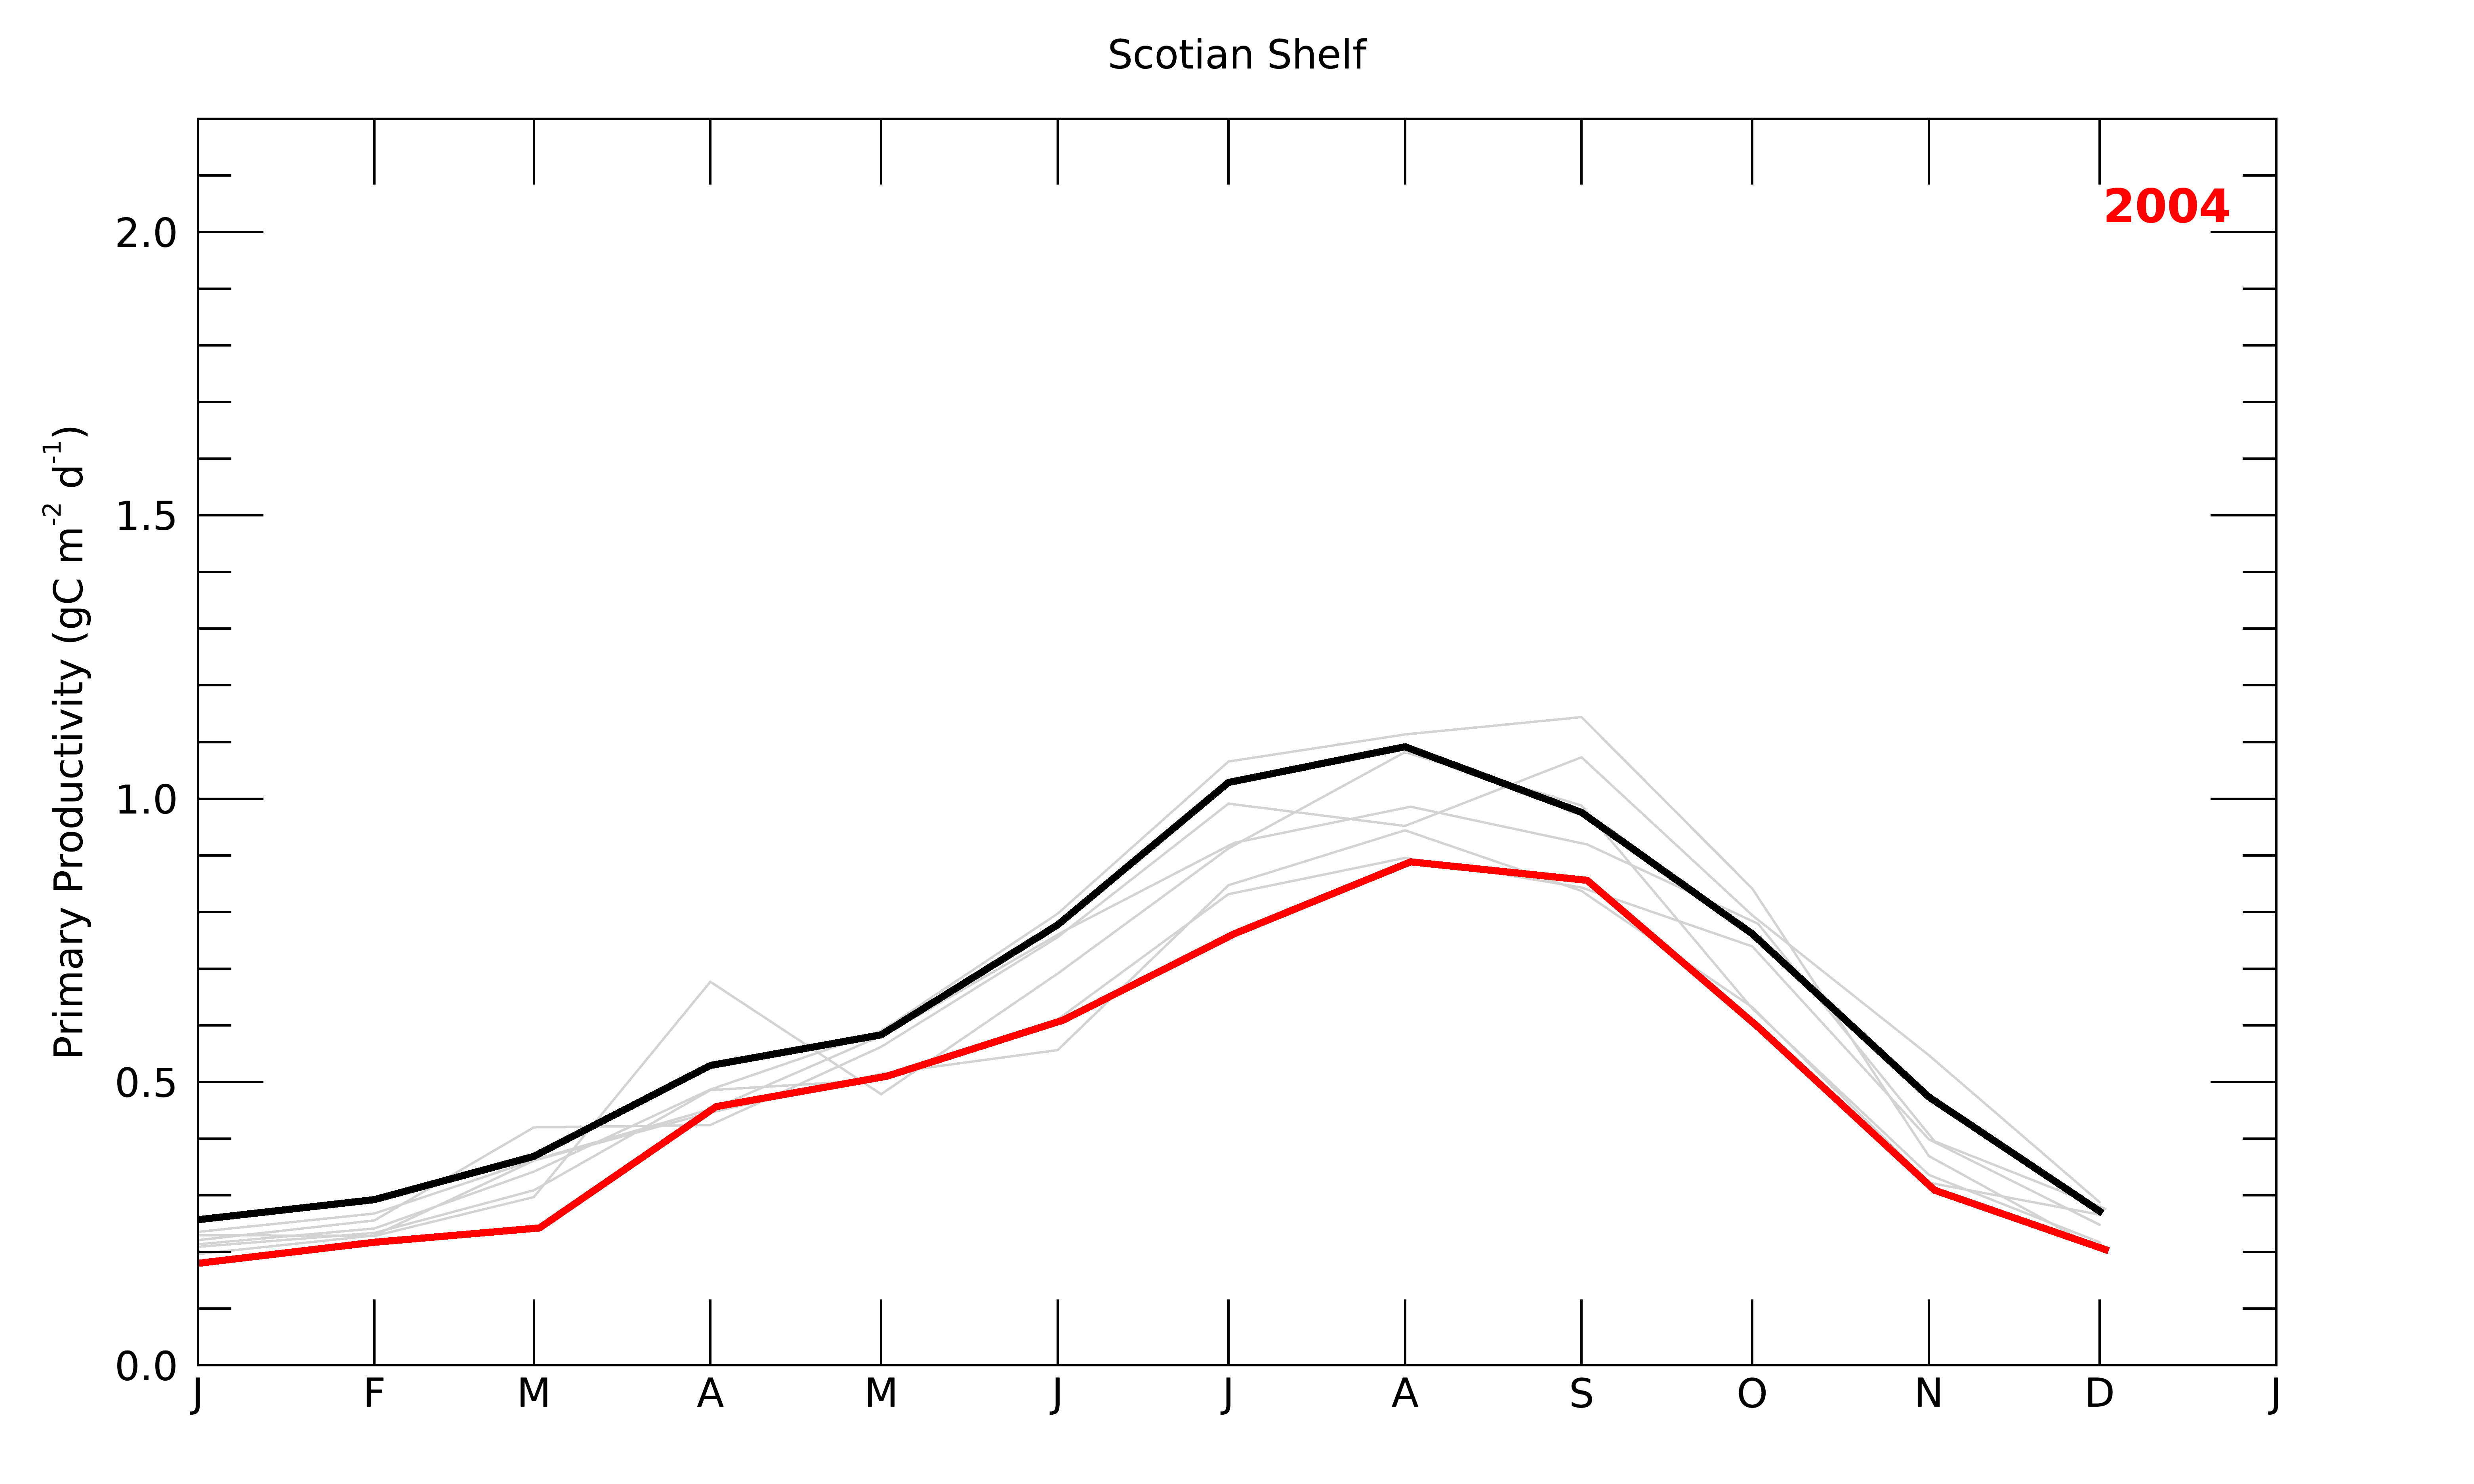 Scotian Shelf
2004
Primary Productivity (gC m-2 d-1)
2.0
1.5
1.0
0.5
0.0
J F M A M J J A S O N D J